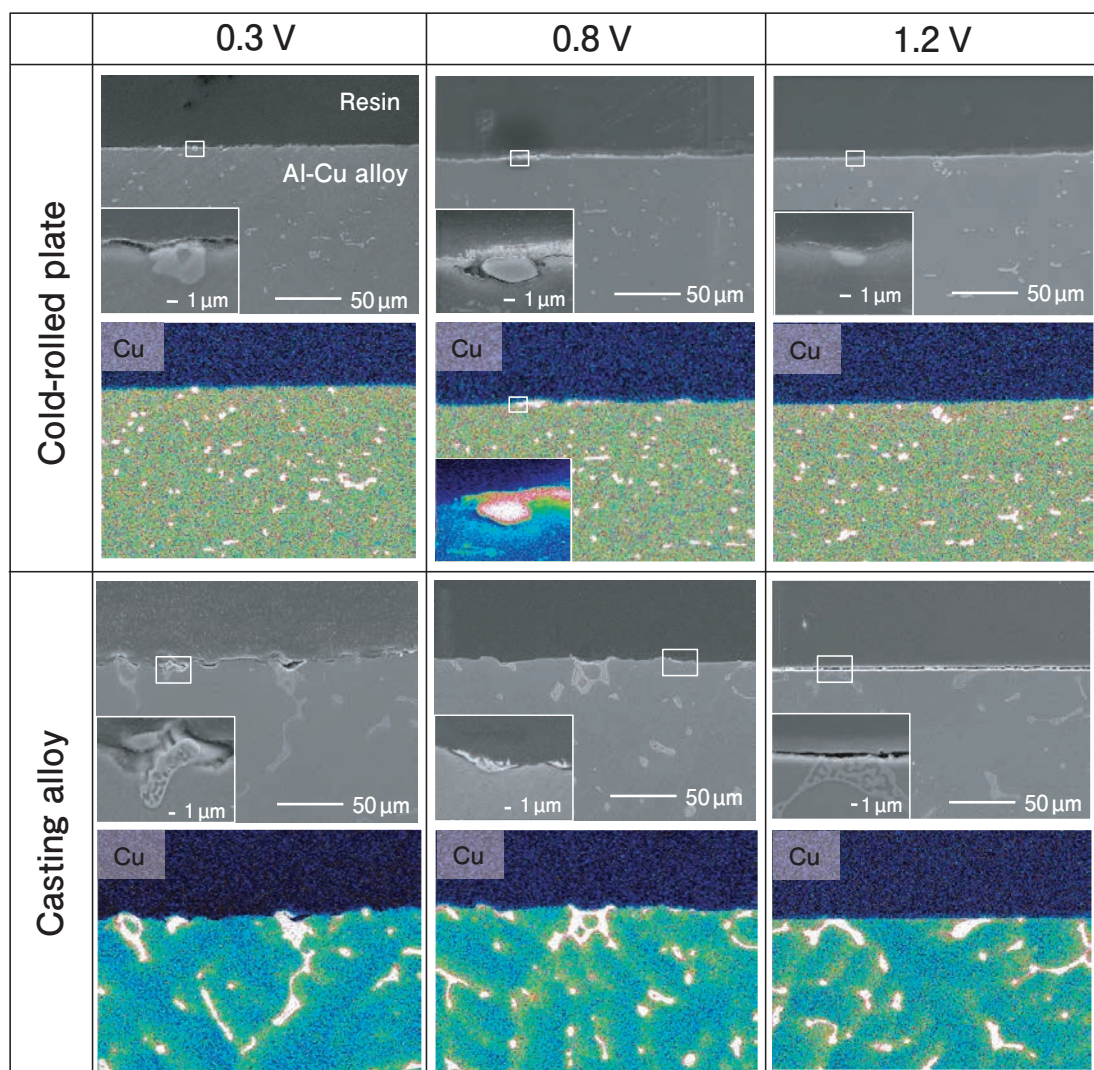 0.3 V 0.8 V 1.2 V
Cold-rolled plate
Resin
Al-Cu alloy
1 μm 50 μm
1 μm 50 μm
1 μm 50 μm
Cu
Cu
Cu
Casting alloy
1 μm 50 μm
1 μm 50 μm
1 μm 50 μm
Cu
Cu
Cu